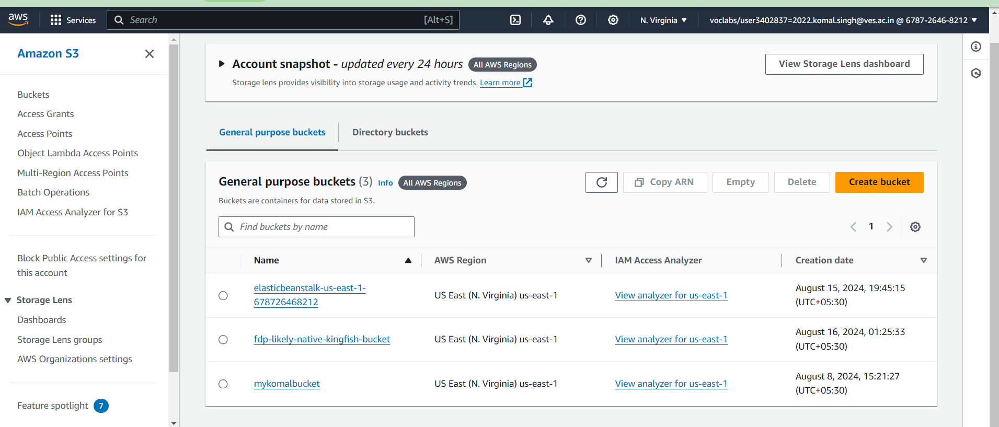 aws
Services
Search
[Alt+S]
N. Virginia
voclabs/user3402837=2022.komal.singh@ves.ac.in @ 6787-2646-8212
Amazon S3
Buckets
Access Grants
Access Points
Object Lambda Access Points
Multi-Region Access Points
Batch Operations
IAM Access Analyzer for S3
Block Public Access settings for
this account
Storage Lens
Dashboards
Storage Lens groups
AWS Organizations settings
Feature spotlight 7
Account snapshot - updated every 24 hours All AWS Regions
View Storage Lens dashboard
Storage lens provides visibility into storage usage and activity trends. Learn more
General purpose buckets
Directory buckets
General purpose buckets (3) Info All AWS Regions
Copy ARN
Empty
Delete
Create bucket
Buckets are containers for data stored in S3.
Find buckets by name
1
Name
AWS Region
IAM Access Analyzer
Creation date
elasticbeanstalk-us-east-1-
678726468212
US East (N. Virginia) us-east-1
View analyzer for us-east-1
August 15, 2024, 19:45:15
(UTC+05:30)
fdp-likely-native-kingfish-bucket
US East (N. Virginia) us-east-1
View analyzer for us-east-1
August 16, 2024, 01:25:33
(UTC+05:30)
mykomalbucket
US East (N. Virginia) us-east-1
View analyzer for us-east-1
August 8, 2024, 15:21:27
(UTC+05:30)